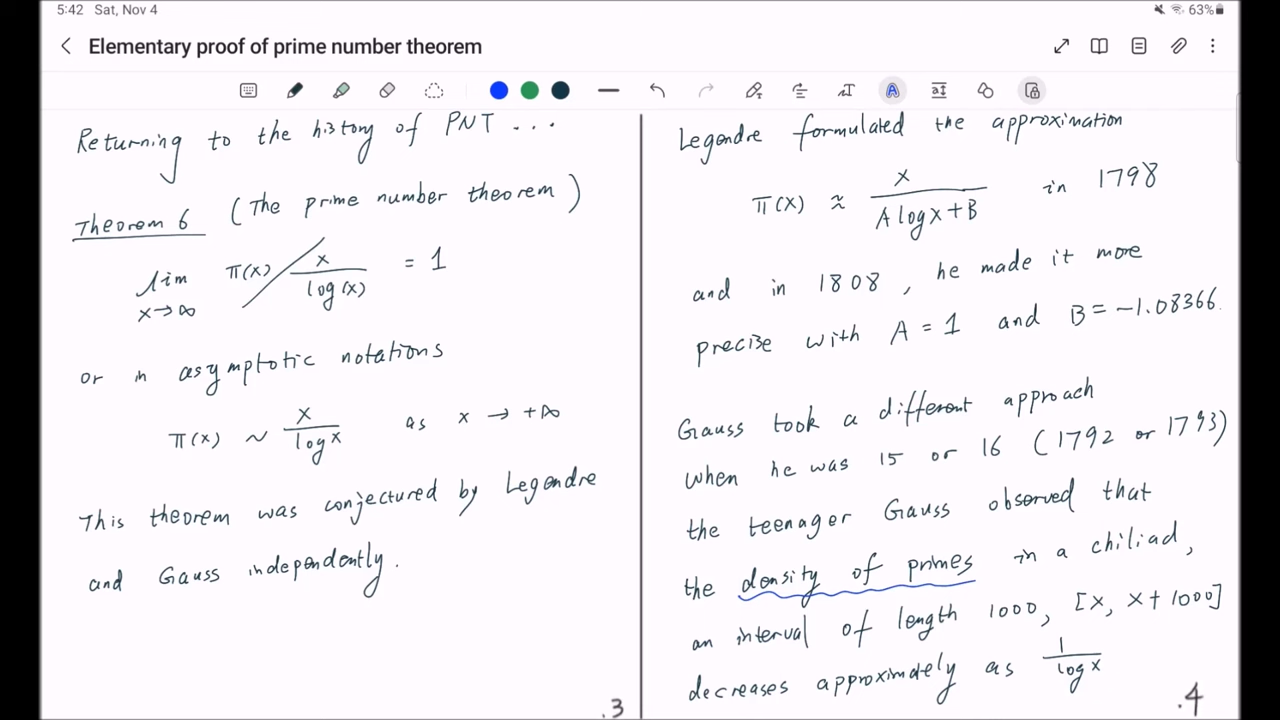 5:42 Sat, Nov 4
63%
Elementary proof of prime number theorem
Returning to the history of PNT ...
Theorem 6 (The prime number theorem)
lim x→∞ π(x) / x/log(x) = 1
or in asymptotic notations
π(x) ~ x/log x as x → +∞
This theorem was conjectured by Legendre
and Gauss independently.
.3
Legendre formulated the approximation
π(x) ≈ x/(A log x + B) in 1798
and in 1808, he made it more
precise with A = 1 and B = -1.08366.
Gauss took a different approach
when he was 15 or 16 (1792 or 1793)
the teenager Gauss observed that
the density of primes in a chiliad,
an interval of length 1000, [x, x+1000]
decreases approximately as 1/log x
.4